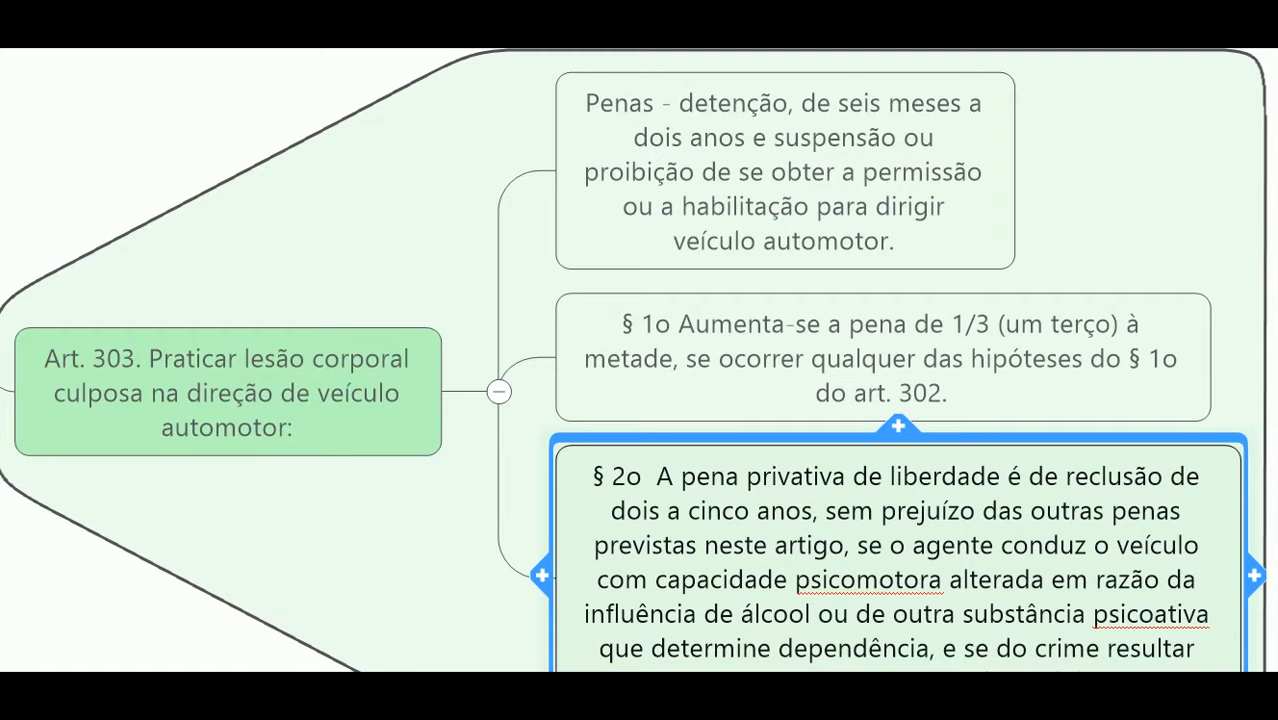 Penas - detenção, de seis meses a
dois anos e suspensão ou
proibição de se obter a permissão
ou a habilitação para dirigir
veículo automotor.
Art. 303. Praticar lesão corporal
culposa na direção de veículo
automotor:
§ 1o Aumenta-se a pena de 1/3 (um terço) à
metade, se ocorrer qualquer das hipóteses do § 1o
do art. 302.
§ 2o  A pena privativa de liberdade é de reclusão de
dois a cinco anos, sem prejuízo das outras penas
previstas neste artigo, se o agente conduz o veículo
com capacidade psicomotora alterada em razão da
influência de álcool ou de outra substância psicoativa
que determine dependência, e se do crime resultar